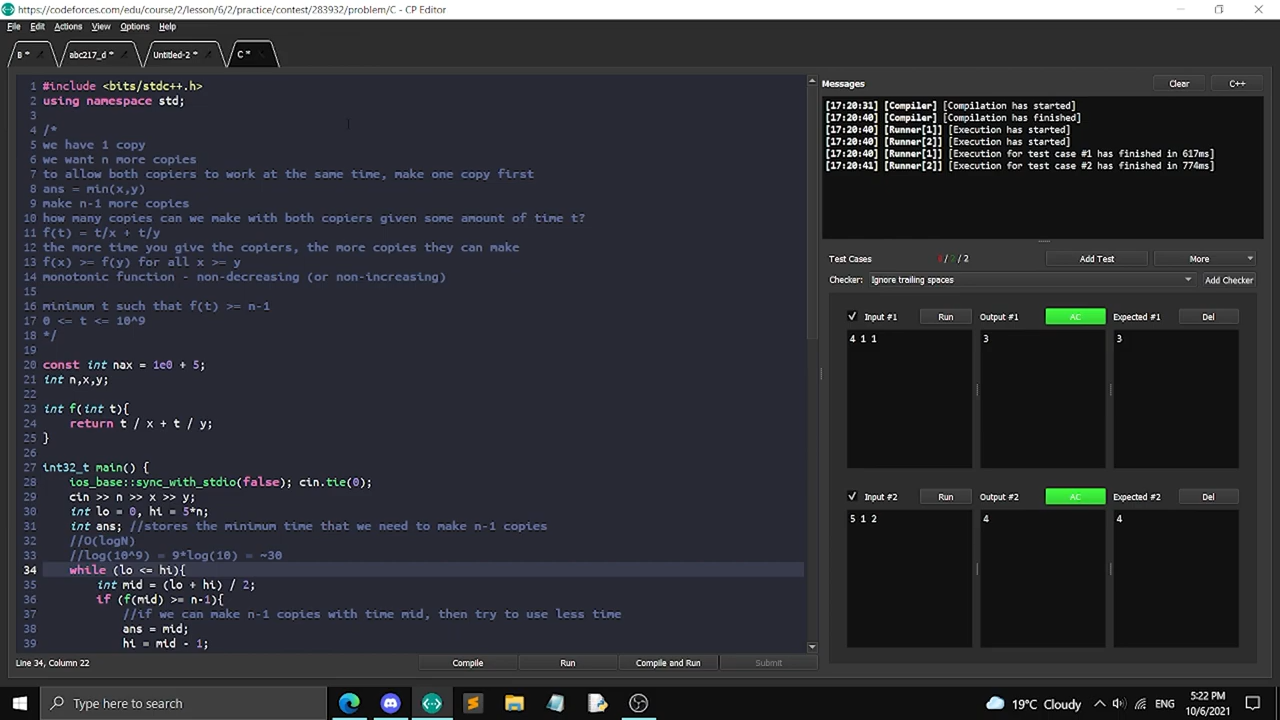 https://codeforces.com/edu/course/2/lesson/6/2/practice/contest/283932/problem/C - CP Editor
File Edit Actions View Options Help
B * abc217_d * Untitled-2 * C *
1 #include <bits/stdc++.h>
2 using namespace std;
3
4 /*
5 we have 1 copy
6 we want n more copies
7 to allow both copiers to work at the same time, make one copy first
8 ans = min(x,y)
9 make n-1 more copies
10 how many copies can we make with both copiers given some amount of time t?
11 f(t) = t/x + t/y
12 the more time you give the copiers, the more copies they can make
13 f(x) >= f(y) for all x >= y
14 monotonic function - non-decreasing (or non-increasing)
15
16 minimum t such that f(t) >= n-1
17 0 <= t <= 10^9
18 */
19
20 const int nax = 1e0 + 5;
21 int n,x,y;
22
23 int f(int t){
24 return t / x + t / y;
25 }
26
27 int32_t main() {
28 ios_base::sync_with_stdio(false); cin.tie(0);
29 cin >> n >> x >> y;
30 int lo = 0, hi = 5*n;
31 int ans; //stores the minimum time that we need to make n-1 copies
32 //O(logN)
33 //log(10^9) = 9*log(10) = ~30
34 while (lo <= hi){
35 int mid = (lo + hi) / 2;
36 if (f(mid) >= n-1){
37 //if we can make n-1 copies with time mid, then try to use less time
38 ans = mid;
39 hi = mid - 1;
Line 34, Column 22
Compile Run Compile and Run Submit
Messages Clear C++
[17:20:31] [Compiler] [Compilation has started]
[17:20:40] [Compiler] [Compilation has finished]
[17:20:40] [Runner[1]] [Execution has started]
[17:20:40] [Runner[2]] [Execution has started]
[17:20:40] [Runner[1]] [Execution for test case #1 has finished in 617ms]
[17:20:41] [Runner[2]] [Execution for test case #2 has finished in 774ms]
Test Cases / 2 / 2 Add Test More
Checker: Ignore trailing spaces Add Checker
Input #1 Run Output #1 AC Expected #1 Del
4 1 1 3 3
Input #2 Run Output #2 AC Expected #2 Del
5 1 2 4 4
Type here to search
19°C Cloudy ENG 5:22 PM
10/6/2021